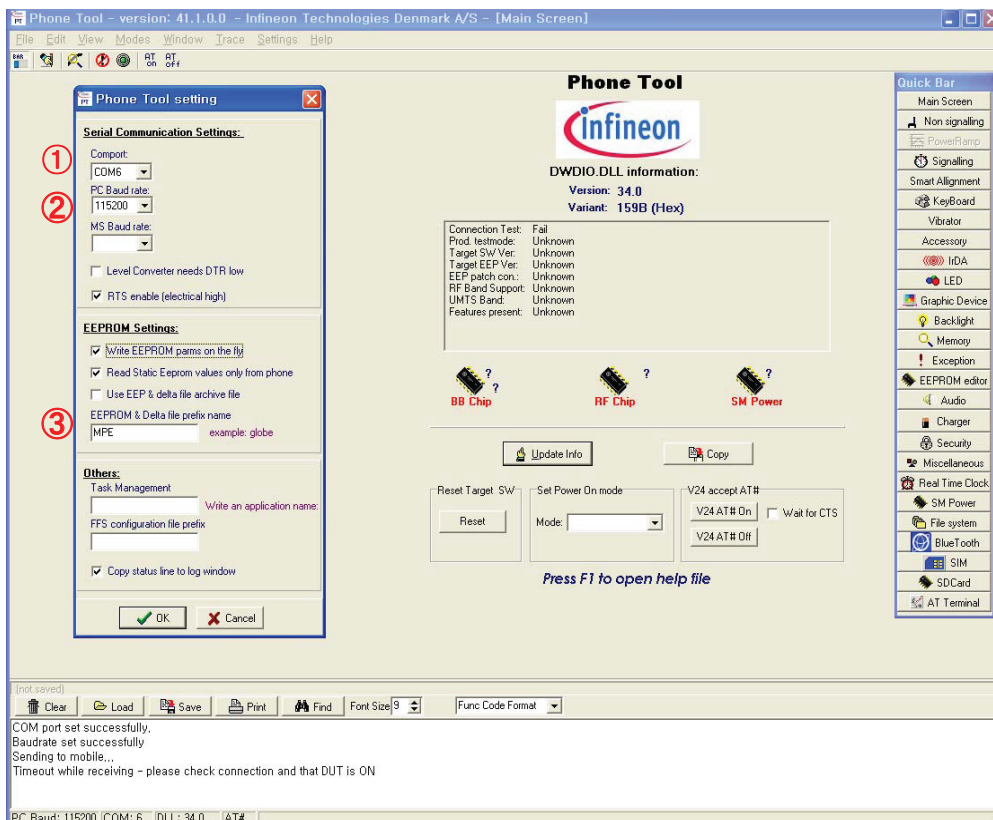 Phone Tool - version: 41.1.0.0 - Infineon Technologies Denmark A/S - [Main Screen]
File Edit View Modes Window Trace Settings Help
BAR AT on AT off
Phone Tool setting
Serial Communication Settings:
① Comport:
COM6
② PC Baud rate:
115200
MS Baud rate:
Level Converter needs DTR low
RTS enable (electrical high)
EEPROM Settings:
Write EEPROM parms on the fly
Read Static Eeprom values only from phone
Use EEP & delta file archive file
③ EEPROM & Delta file prefix name
MPE example: globe
Others:
Task Management
Write an application name:
FFS configuration file prefix
Copy status line to log window
OK Cancel
Phone Tool
infineon
DWDIO.DLL information:
Version: 34.0
Variant: 159B (Hex)
Connection Test: Fail
Prod. testmode: Unknown
Target SW Ver: Unknown
Target EEP Ver: Unknown
EEP patch con.: Unknown
RF Band Support: Unknown
UMTS Band: Unknown
Features present: Unknown
? ? ? ?
BB Chip RF Chip SM Power
Update Info Copy
Reset Target SW Set Power On mode V24 accept AT#
Reset Mode: V24 AT# On Wait for CTS
V24 AT# Off
Press F1 to open help file
Quick Bar
Main Screen
Non signalling
PowerRamp
Signalling
Smart Allignment
KeyBoard
Vibrator
Accessory
IrDA
LED
Graphic Device
Backlight
Memory
Exception
EEPROM editor
Audio
Charger
Security
Miscellaneous
Real Time Clock
SM Power
File system
BlueTooth
SIM
SDCard
AT Terminal
(not saved)
Clear Load Save Print Find Font Size 9 Func Code Format
COM port set successfully,
Baudrate set successfully
Sending to mobile,,,
Timeout while receiving - please check connection and that DUT is ON
PC Baud: 115200 COM: 6 DLL: 34.0 AT#